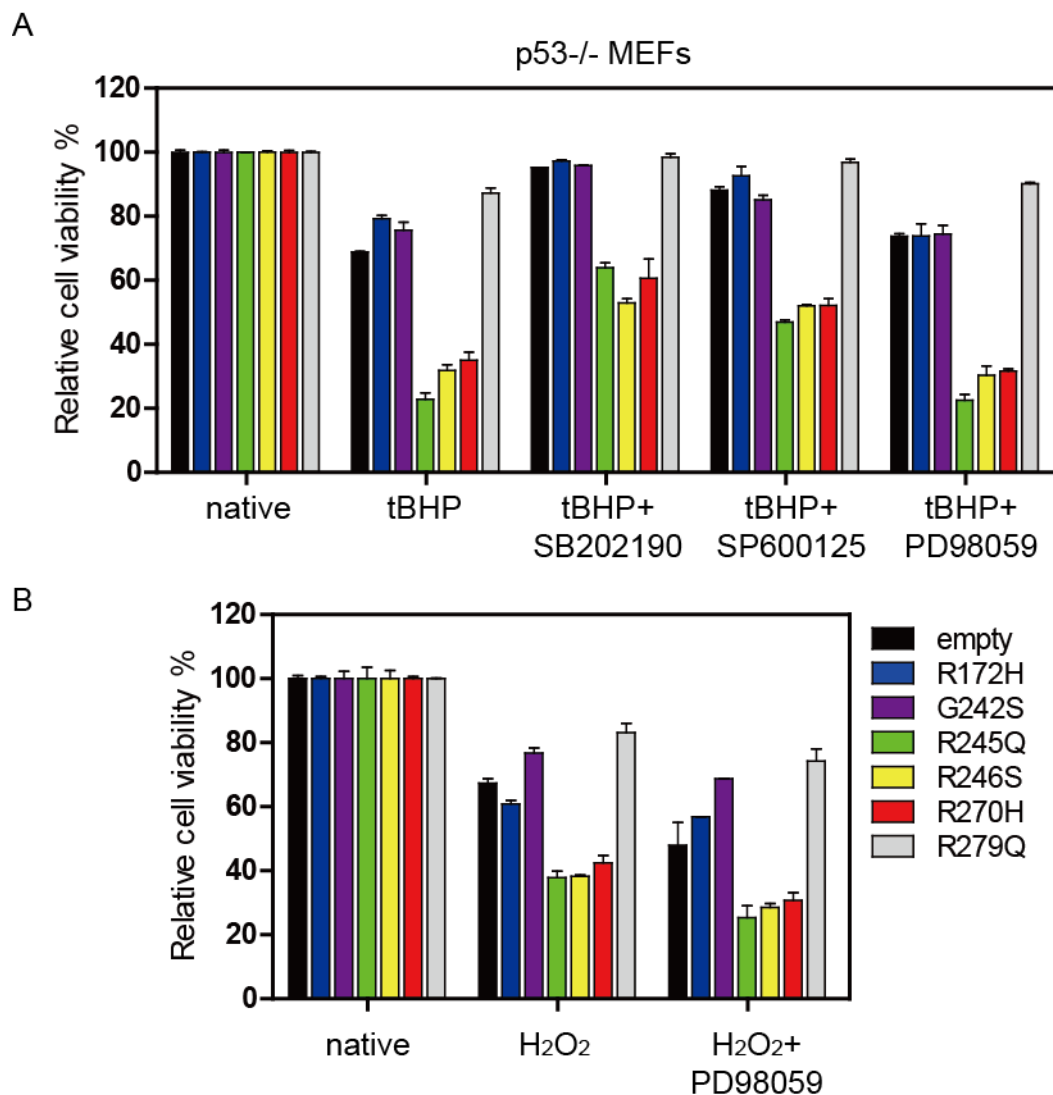 A
p53-/- MEFs
Relative cell viability %
120
100
80
60
40
20
0
native
tBHP
tBHP+
SB202190
tBHP+
SP600125
tBHP+
PD98059
B
Relative cell viability %
120
100
80
60
40
20
0
native
H₂O₂
H₂O₂+
PD98059
empty
R172H
G242S
R245Q
R246S
R270H
R279Q